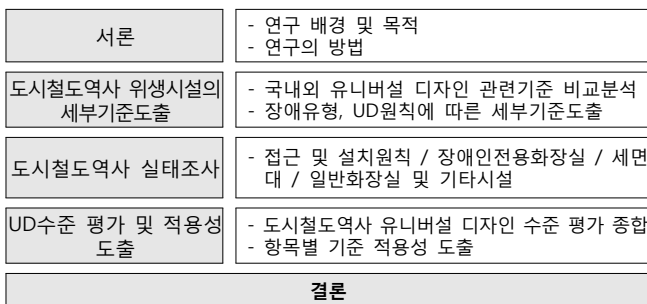 서론
- 연구 배경 및 목적
- 연구의 방법
도시철도역사 위생시설의
세부기준도출
- 국내외 유니버설 디자인 관련기준 비교분석
- 장애유형, UD원칙에 따른 세부기준도출
도시철도역사 실태조사
- 접근 및 설치원칙 / 장애인전용화장실 / 세면
대 / 일반화장실 및 기타시설
UD수준 평가 및 적용성
도출
- 도시철도역사 유니버설 디자인 수준 평가 종합
- 항목별 기준 적용성 도출
결론